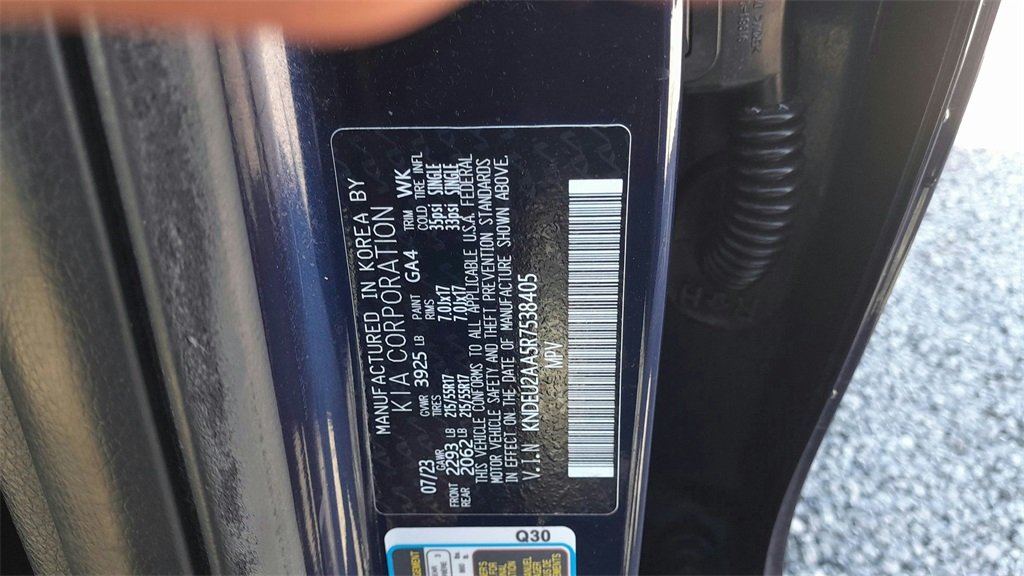 MANUFACTURED IN KOREA BY
KIA CORPORATION
07/23 GVWR 3925 LB PAINT GA4 TRIM WK
GAWR TIRES RIMS COLD TIRE INFL
FRONT 2293 LB 215/55R17 7.0Jx17 35psi SINGLE
REAR 2062 LB 215/55R17 7.0Jx17 35psi SINGLE
THIS VEHICLE CONFORMS TO ALL APPLICABLE U.S.A. FEDERAL
MOTOR VEHICLE SAFETY AND THEFT PREVENTION STANDARDS
IN EFFECT ON THE DATE OF MANUFACTURE SHOWN ABOVE.
V.I.N KNDEU2AA5R7538405
MPV
Q30